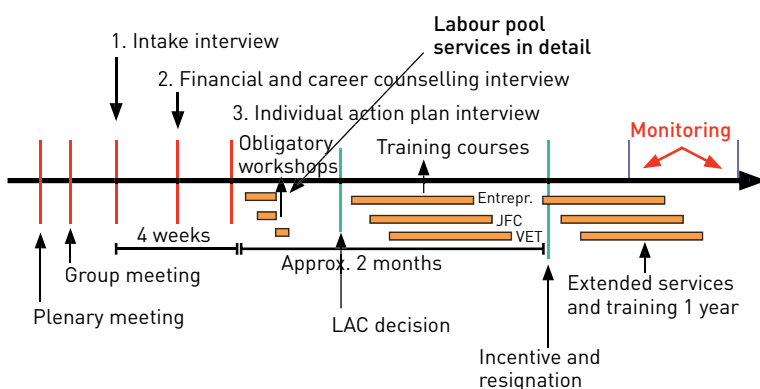 Labour pool
services in detail
1. Intake interview
2. Financial and career counselling interview
3. Individual action plan interview
Obligatory
workshops
Training courses
Monitoring
Entrepr.
JFC
VET
4 weeks
Approx. 2 months
Group meeting
Plenary meeting
LAC decision
Extended services
and training 1 year
Incentive and
resignation